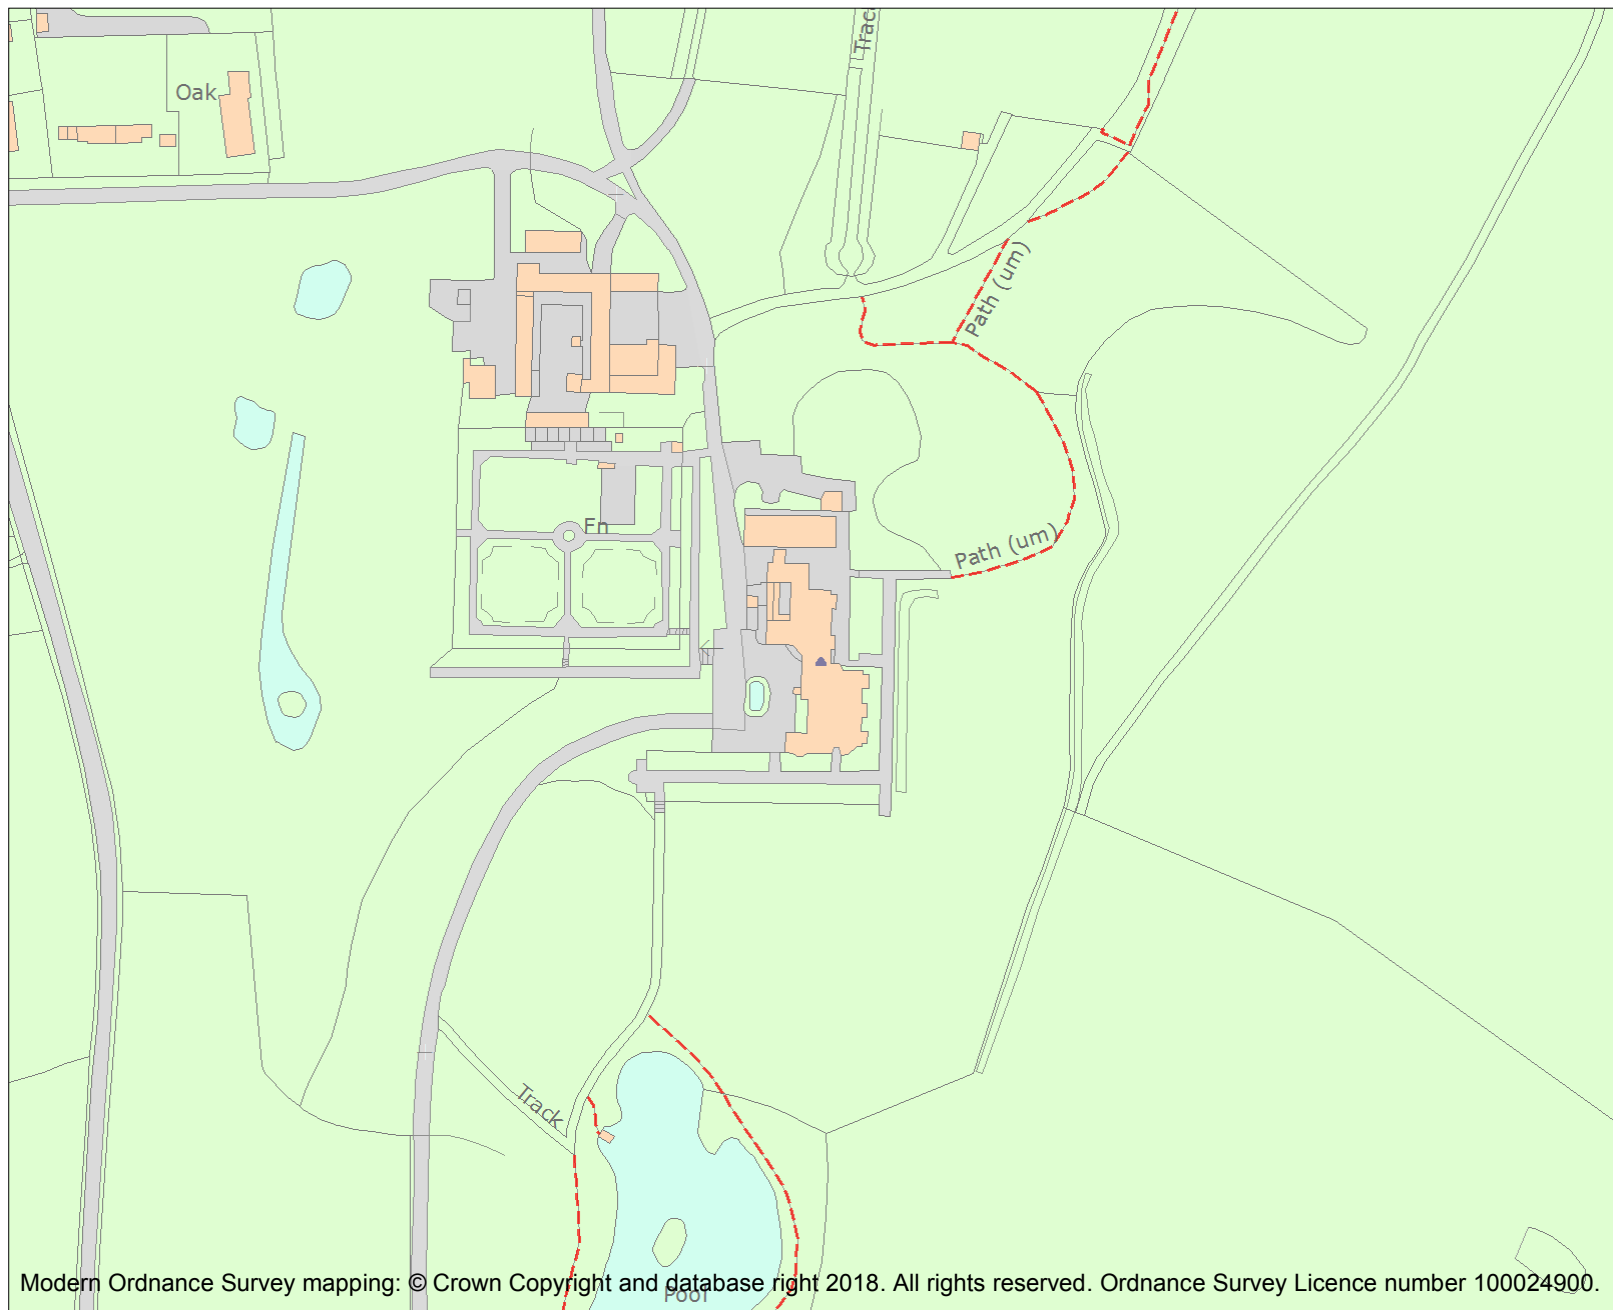 Trac
Oak
Path (um)
Fn
Path (um)
Track
Modern Ordnance Survey mapping: © Crown Copyright and database right 2018. All rights reserved. Ordnance Survey Licence number 100024900.
Pool